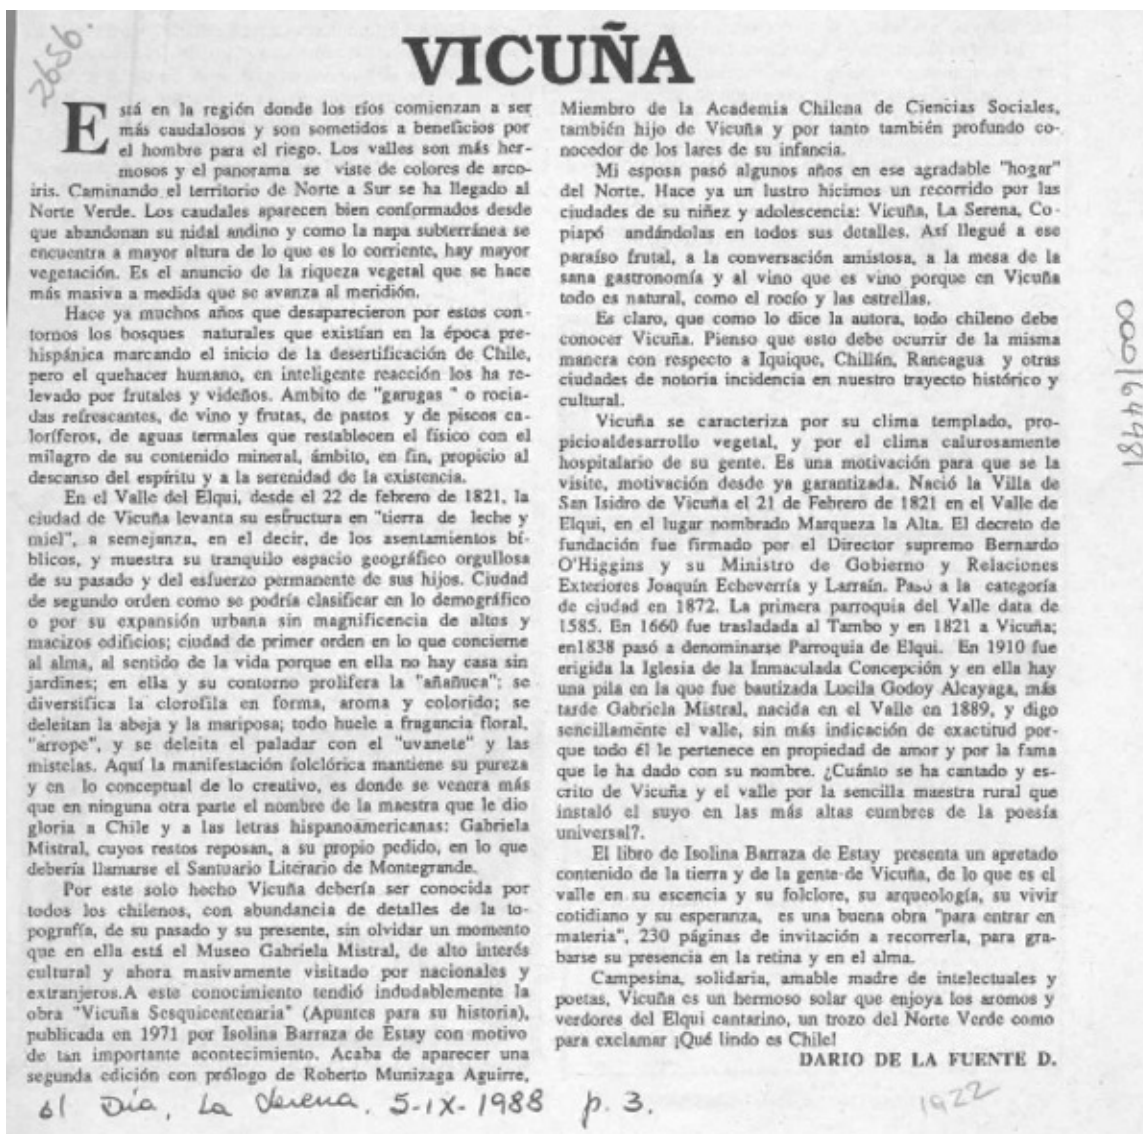 2656
VICUÑA
Está en la región donde los ríos comienzan a ser
más caudalosos y son sometidos a beneficios por
el hombre para el riego. Los valles son más her-
mosos y el panorama se viste de colores de arco-
iris. Caminando el territorio de Norte a Sur se ha llegado al
Norte Verde. Los caudales aparecen bien conformados desde
que abandonan su nidal andino y como la napa subterránea se
encuentra a mayor altura de lo que es lo corriente, hay mayor
vegetación. Es el anuncio de la riqueza vegetal que se hace
más masiva a medida que se avanza al meridión.
Hace ya muchos años que desaparecieron por estos con-
tornos los bosques naturales que existían en la época pre-
hispánica marcando el inicio de la desertificación de Chile,
pero el quehacer humano, en inteligente reacción los ha re-
levado por frutales y videños. Ambito de "garugas " o rocia-
das refrescantes, de vino y frutas, de pastos y de piscos ca-
loríferos, de aguas termales que restablecen el físico con el
milagro de su contenido mineral, ámbito, en fin, propicio al
descanso del espíritu y a la serenidad de la existencia.
En el Valle del Elqui, desde el 22 de febrero de 1821, la
ciudad de Vicuña levanta su estructura en "tierra de leche y
miel", a semejanza, en el decir, de los asentamientos bí-
blicos, y muestra su tranquilo espacio geográfico orgullosa
de su pasado y del esfuerzo permanente de sus hijos. Ciudad
de segundo orden como se podría clasificar en lo demográfico
o por su expansión urbana sin magnificencia de altos y
macizos edificios; ciudad de primer orden en lo que concierne
al alma, al sentido de la vida porque en ella no hay casa sin
jardines; en ella y su contorno prolifera la "añañuca"; se
diversifica la clorofila en forma, aroma y colorido; se
deleitan la abeja y la mariposa; todo huele a fragancia floral,
"arrope", y se deleita el paladar con el "uvanete" y las
mistelas. Aquí la manifestación folclórica mantiene su pureza
y en lo conceptual de lo creativo, es donde se venera más
que en ninguna otra parte el nombre de la maestra que le dio
gloria a Chile y a las letras hispanoamericanas: Gabriela
Mistral, cuyos restos reposan, a su propio pedido, en lo que
debería llamarse el Santuario Literario de Montegrande.
Por este solo hecho Vicuña debería ser conocida por
todos los chilenos, con abundancia de detalles de la to-
pografía, de su pasado y su presente, sin olvidar un momento
que en ella está el Museo Gabriela Mistral, de alto interés
cultural y ahora masivamente visitado por nacionales y
extranjeros.A este conocimiento tendió indudablemente la
obra "Vicuña Sesquicentenaria" (Apuntes para su historia),
publicada en 1971 por Isolina Barraza de Estay con motivo
de tan importante acontecimiento. Acaba de aparecer una
segunda edición con prólogo de Roberto Munizaga Aguirre,
Miembro de la Academia Chilena de Ciencias Sociales,
también hijo de Vicuña y por tanto también profundo co-
nocedor de los lares de su infancia.
Mi esposa pasó algunos años en ese agradable "hogar"
del Norte. Hace ya un lustro hicimos un recorrido por las
ciudades de su niñez y adolescencia: Vicuña, La Serena, Co-
piapó andándolas en todos sus detalles. Así llegué a ese
paraíso frutal, a la conversación amistosa, a la mesa de la
sana gastronomía y al vino que es vino porque en Vicuña
todo es natural, como el rocío y las estrellas.
Es claro, que como lo dice la autora, todo chileno debe
conocer Vicuña. Pienso que esto debe ocurrir de la misma
manera con respecto a Iquique, Chillán, Rancagua y otras
ciudades de notoria incidencia en nuestro trayecto histórico y
cultural.
Vicuña se caracteriza por su clima templado, pro-
picioaldesarrollo vegetal, y por el clima calurosamente
hospitalario de su gente. Es una motivación para que se la
visite, motivación desde ya garantizada. Nació la Villa de
San Isidro de Vicuña el 21 de Febrero de 1821 en el Valle de
Elqui, en el lugar nombrado Marqueza la Alta. El decreto de
fundación fue firmado por el Director supremo Bernardo
O'Higgins y su Ministro de Gobierno y Relaciones
Exteriores Joaquín Echeverría y Larraín. Pasó a la categoría
de ciudad en 1872. La primera parroquia del Valle data de
1585. En 1660 fue trasladada al Tambo y en 1821 a Vicuña;
en1838 pasó a denominarse Parroquia de Elqui. En 1910 fue
erigida la Iglesia de la Inmaculada Concepción y en ella hay
una pila en la que fue bautizada Lucila Godoy Alcayaga, más
tarde Gabriela Mistral, nacida en el Valle en 1889, y digo
sencillamente el valle, sin más indicación de exactitud por-
que todo él le pertenece en propiedad de amor y por la fama
que le ha dado con su nombre. ¿Cuánto se ha cantado y es-
crito de Vicuña y el valle por la sencilla maestra rural que
instaló el suyo en las más altas cumbres de la poesía
universal?.
El libro de Isolina Barraza de Estay presenta un apretado
contenido de la tierra y de la gente de Vicuña, de lo que es el
valle en su escencia y su folclore, su arqueología, su vivir
cotidiano y su esperanza, es una buena obra "para entrar en
materia", 230 páginas de invitación a recorrerla, para gra-
barse su presencia en la retina y en el alma.
Campesina, solidaria, amable madre de intelectuales y
poetas, Vicuña es un hermoso solar que enjoya los aromos y
verdores del Elqui cantarino, un trozo del Norte Verde como
para exclamar ¡Qué lindo es Chile!
DARIO DE LA FUENTE D.
000164481
El Día, La Serena, 5-IX-1988 p. 3.
1922